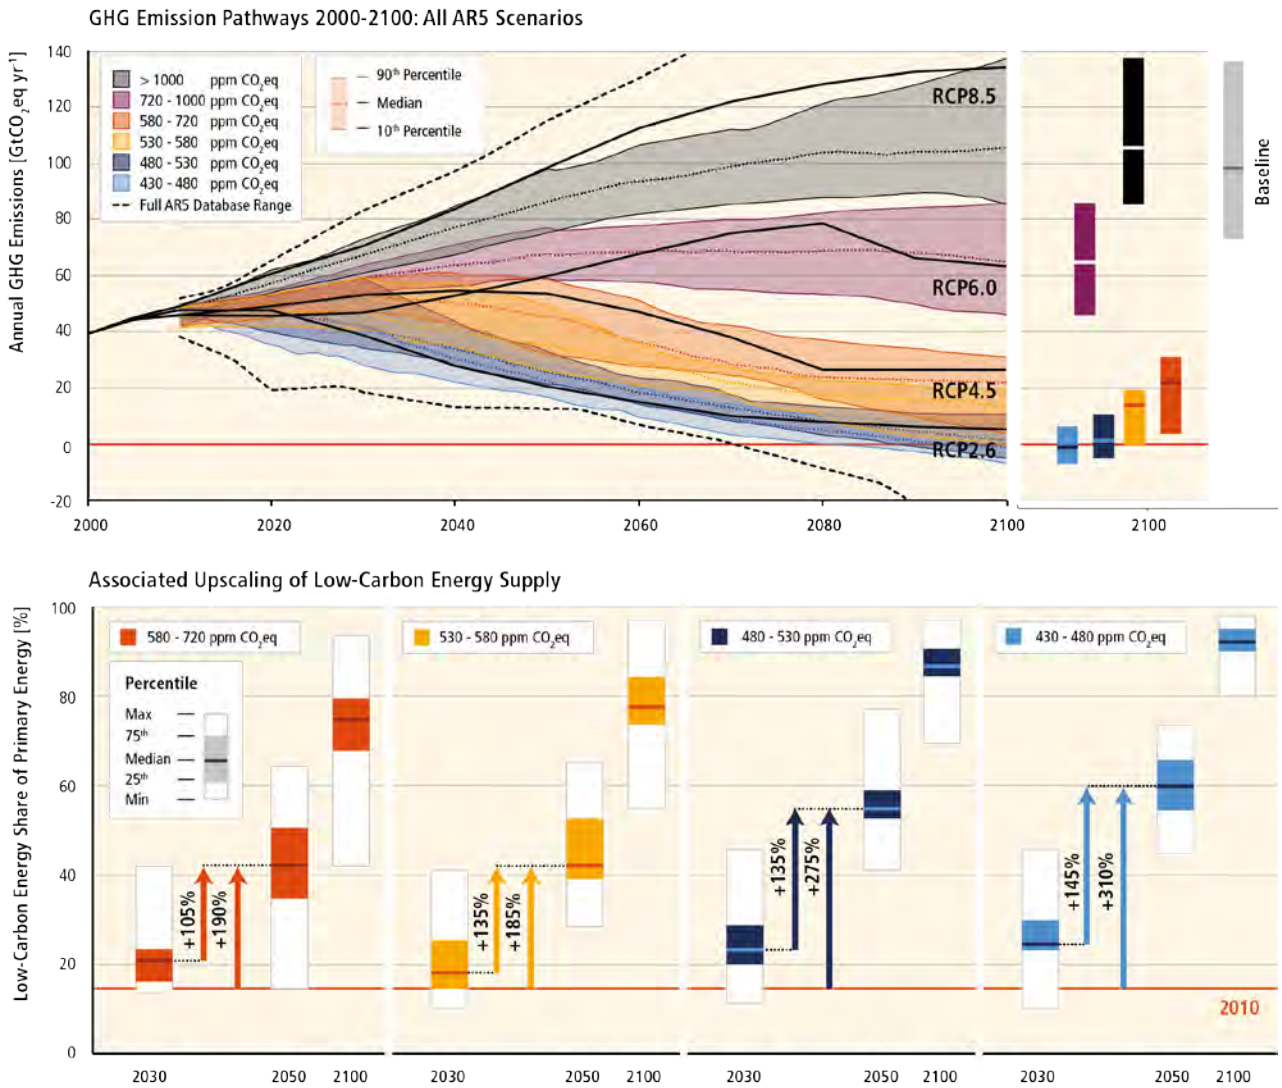 GHG Emission Pathways 2000-2100: All AR5 Scenarios
Annual GHG Emissions [GtCO₂eq yr⁻¹]
140
120
100
80
60
40
20
0
-20
> 1000 ppm CO₂eq
720 - 1000 ppm CO₂eq
580 - 720 ppm CO₂eq
530 - 580 ppm CO₂eq
480 - 530 ppm CO₂eq
430 - 480 ppm CO₂eq
Full AR5 Database Range
90th Percentile
Median
10th Percentile
RCP8.5
RCP6.0
RCP4.5
RCP2.6
Baseline
2000 2020 2040 2060 2080 2100 2100
Associated Upscaling of Low-Carbon Energy Supply
Low-Carbon Energy Share of Primary Energy [%]
100
80
60
40
20
0
580 - 720 ppm CO₂eq
Percentile
Max
75th
Median
25th
Min
+105%
+190%
530 - 580 ppm CO₂eq
+135%
+185%
480 - 530 ppm CO₂eq
+135%
+275%
430 - 480 ppm CO₂eq
+145%
+310%
2010
2030 2050 2100 2030 2050 2100 2030 2050 2100 2030 2050 2100